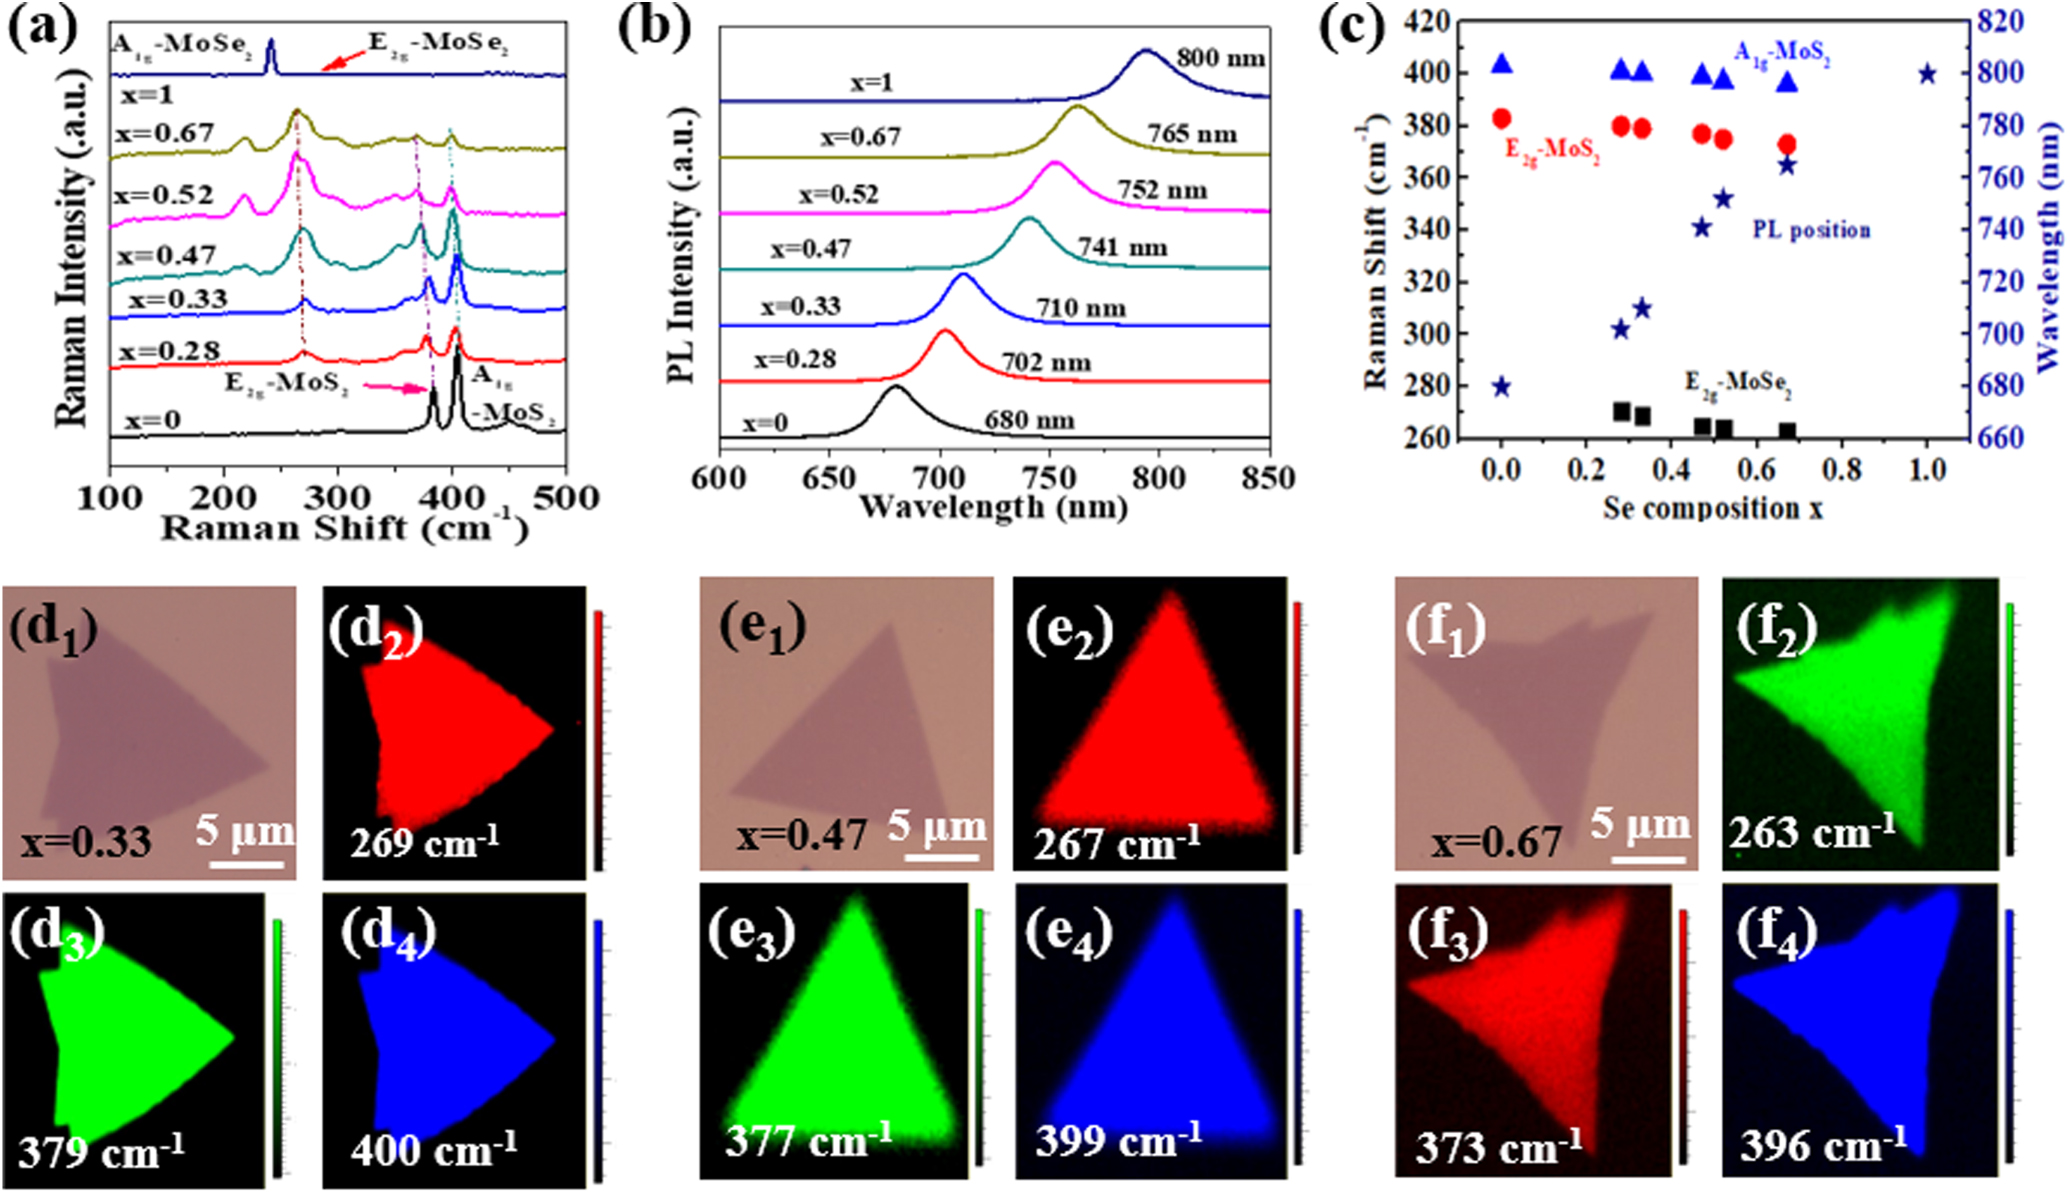 (a)
A1g-MoSe2
E2g-MoSe2
x=1
x=0.67
x=0.52
x=0.47
x=0.33
x=0.28
E2g-MoS2
A1g
-MoS2
x=0
100 200 300 400 500
Raman Shift (cm-1)
Raman Intensity (.a.u.)
(b)
x=1 800 nm
x=0.67 765 nm
x=0.52 752 nm
x=0.47 741 nm
x=0.33 710 nm
x=0.28 702 nm
x=0 680 nm
600 650 700 750 800 850
Wavelength (nm)
PL Intensity (.a.u.)
(c)
420
400
380
360
340
320
300
280
260
Raman Shift (cm-1)
A1g-MoS2
E2g-MoS2
PL position
E2g-MoSe2
820
800
780
760
740
720
700
680
660
Wavelength (nm)
0.0 0.2 0.4 0.6 0.8 1.0
Se composition x
(d1)
x=0.33
5 μm
(d2)
269 cm-1
(e1)
x=0.47
5 μm
(e2)
267 cm-1
(f1)
x=0.67
5 μm
(f2)
263 cm-1
(d3)
379 cm-1
(d4)
400 cm-1
(e3)
377 cm-1
(e4)
399 cm-1
(f3)
373 cm-1
(f4)
396 cm-1